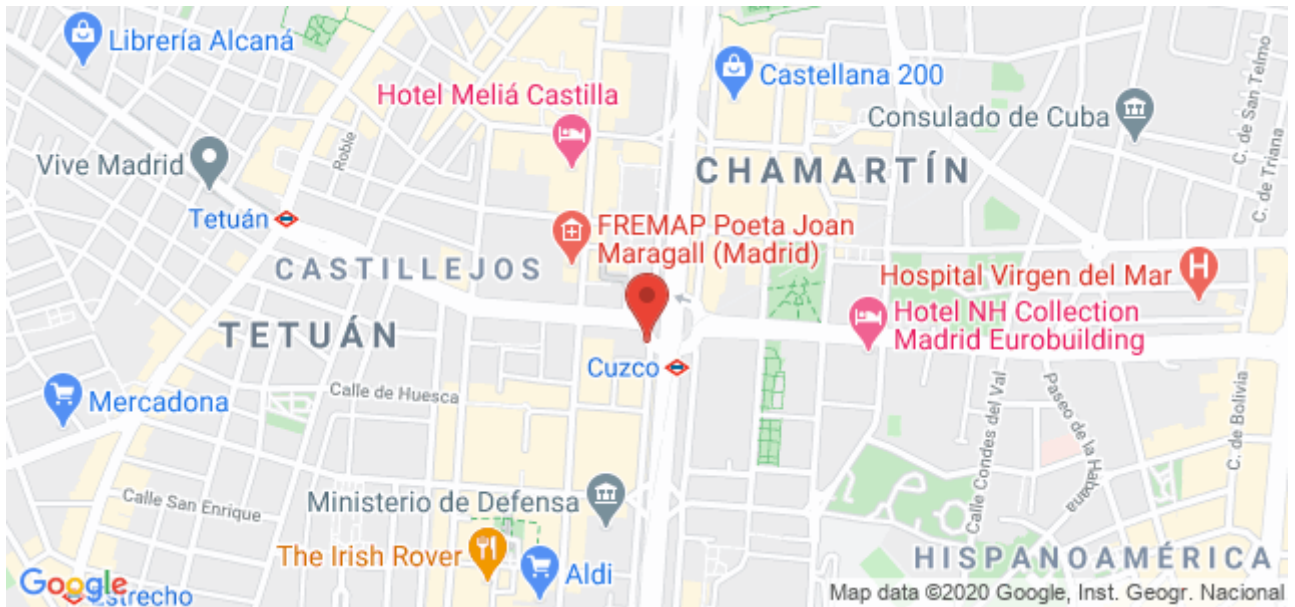 Librería Alcaná
Castellana 200
C. de San Telmo
Hotel Meliá Castilla
Consulado de Cuba
Roble
Vive Madrid
CHAMARTÍN
C. de Triana
Tetuán
FREMAP Poeta Joan
Maragall (Madrid)
CASTILLEJOS
Hospital Virgen del Mar
Hotel NH Collection
Madrid Eurobuilding
TETUÁN
Cuzco
Calle de Huesca
Mercadona
Calle Condes del Val
Paseo de la Habana
C. de Bolivia
Calle San Enrique
Ministerio de Defensa
The Irish Rover
Aldi
HISPANOAMÉRICA
Google
Estrecho
Map data ©2020 Google, Inst. Geogr. Nacional